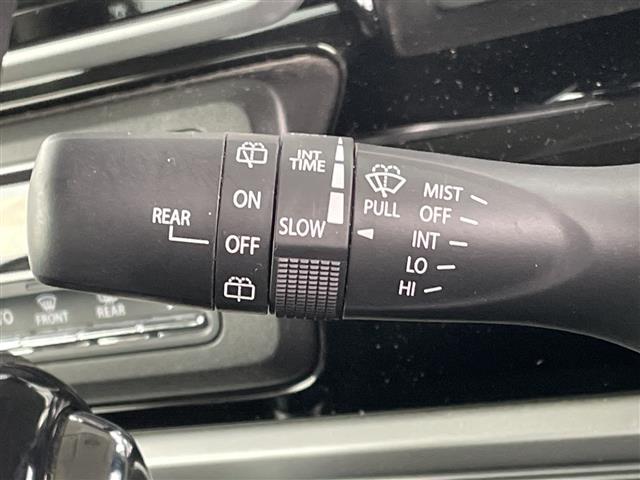 REAR
ON
OFF
INT
TIME
SLOW
PULL
MIST
OFF
INT
LO
HI
FRONT
REAR